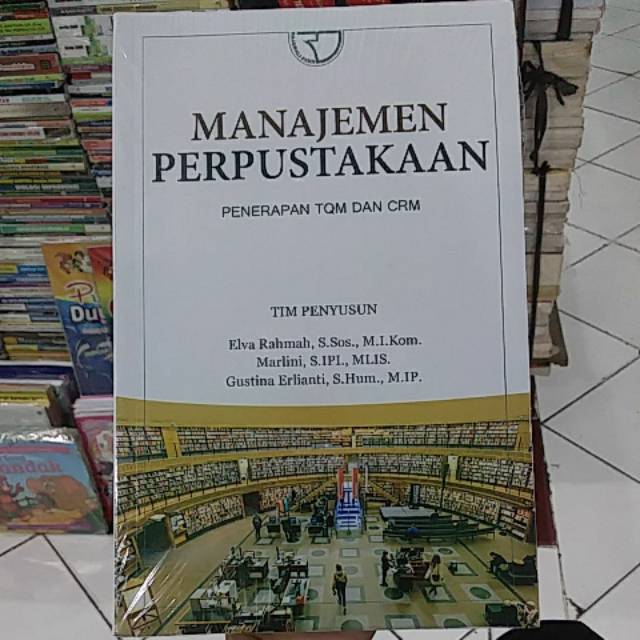 MANAJEMEN
PERPUSTAKAAN
PENERAPAN TQM DAN CRM
TIM PENYUSUN
Elva Rahmah, S.Sos., M.I.Kom.
Marlini, S.IPI., MLIS.
Gustina Erlianti, S.Hum., M.IP.